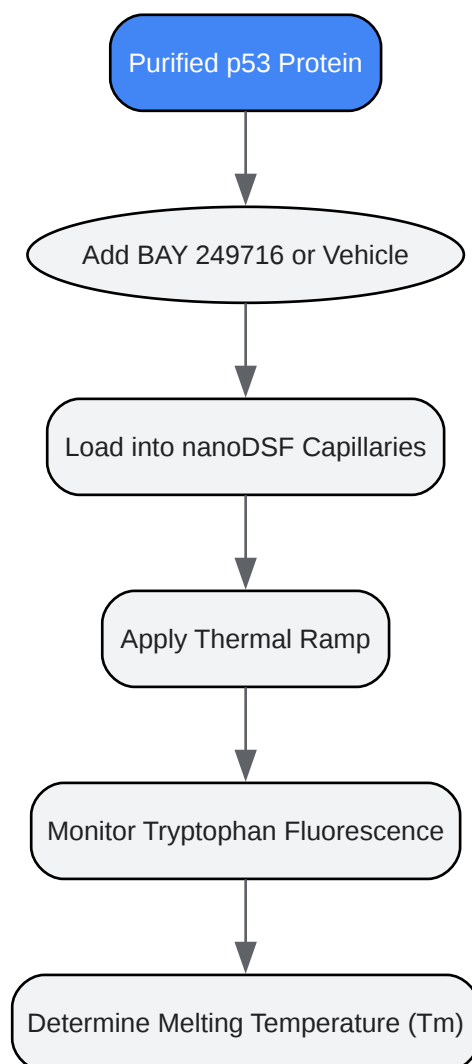 Purified p53 Protein
Add BAY 249716 or Vehicle
Load into nanoDSF Capillaries
Apply Thermal Ramp
Monitor Tryptophan Fluorescence
Determine Melting Temperature (Tm)